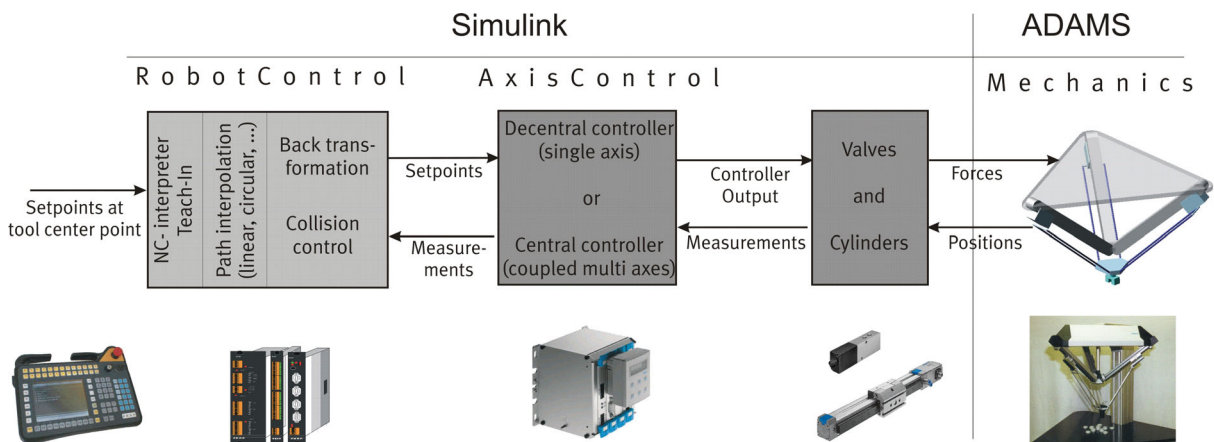 Simulink
ADAMS
RobotControl
AxisControl
Mechanics
Setpoints at
tool center point
NC- interpreter
Teach-In
Path interpolation
(linear, circular, ...)
Back trans-
formation
Collision
control
Setpoints
Measure-
ments
Decentral controller
(single axis)
or
Central controller
(coupled multi axes)
Controller
Output
Measurements
Valves
and
Cylinders
Forces
Positions